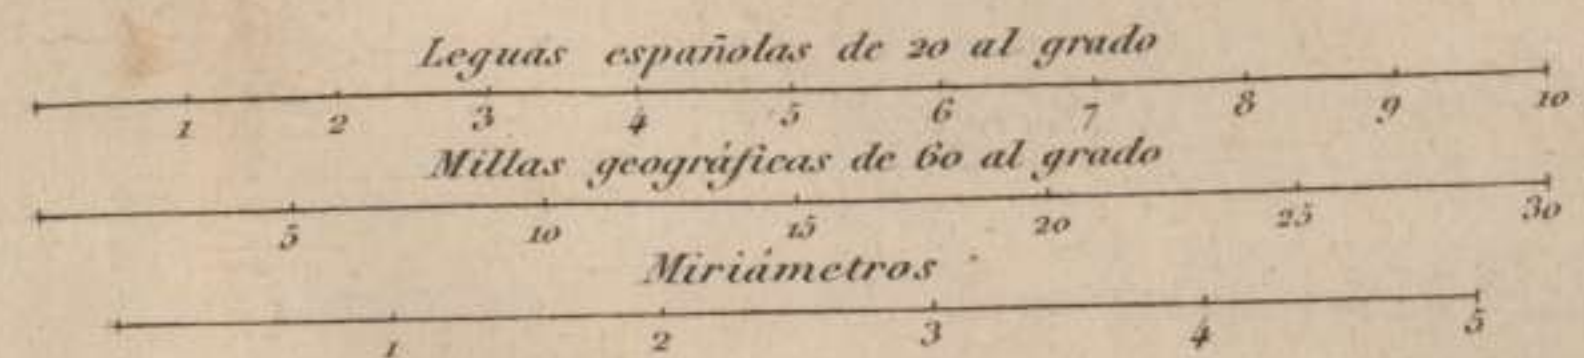 Leguas españolas de 20 al grado
1 2 3 4 5 6 7 8 9 10
Millas geográficas de 60 al grado
5 10 15 20 25 30
Miriámetros
1 2 3 4 5